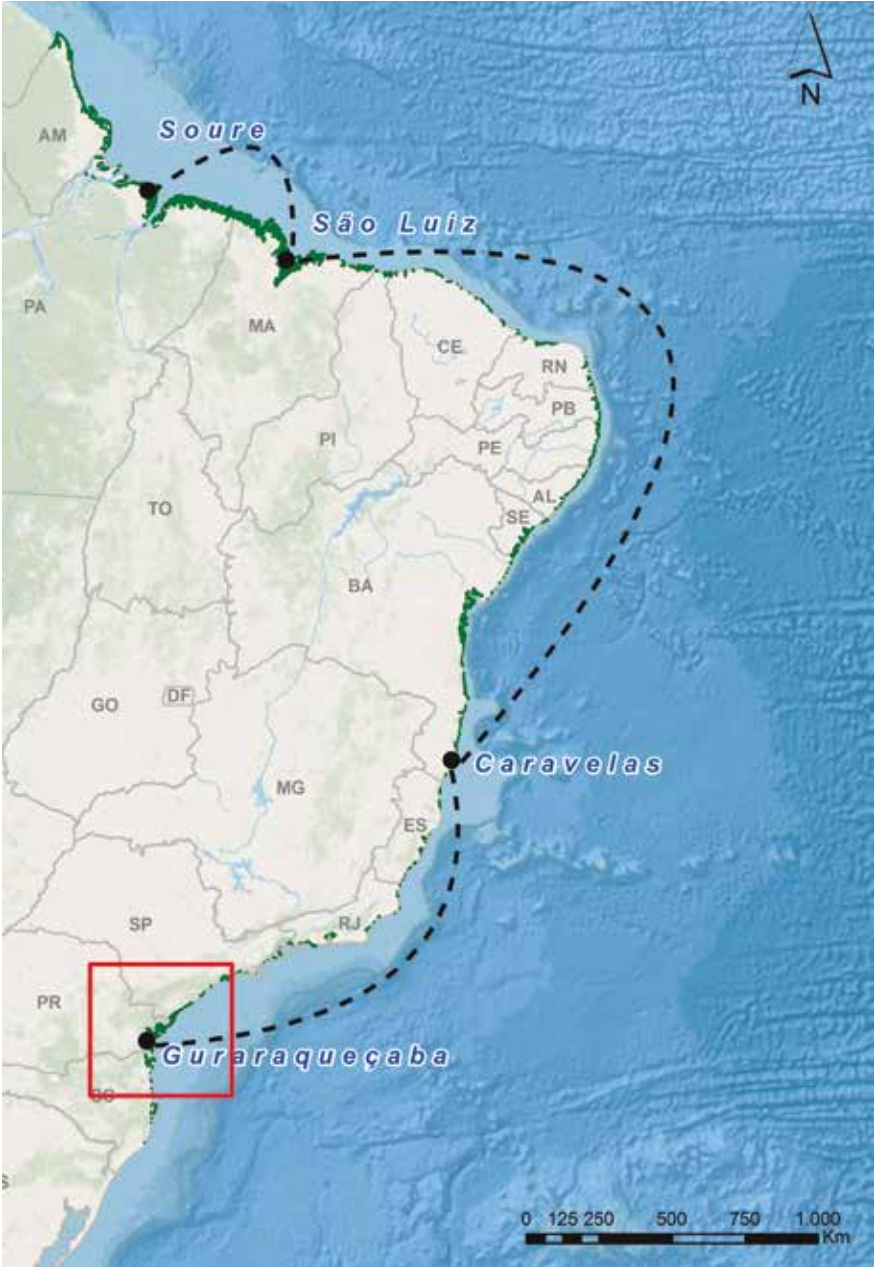 N
AM
Soure
São Luiz
PA
MA
CE
RN
PB
PI
PE
AL
SE
TO
BA
DF
GO
Caravelas
MG
ES
SP
RJ
PR
Guraraqueçaba
SC
S
0 125 250 500 750 1.000
Km